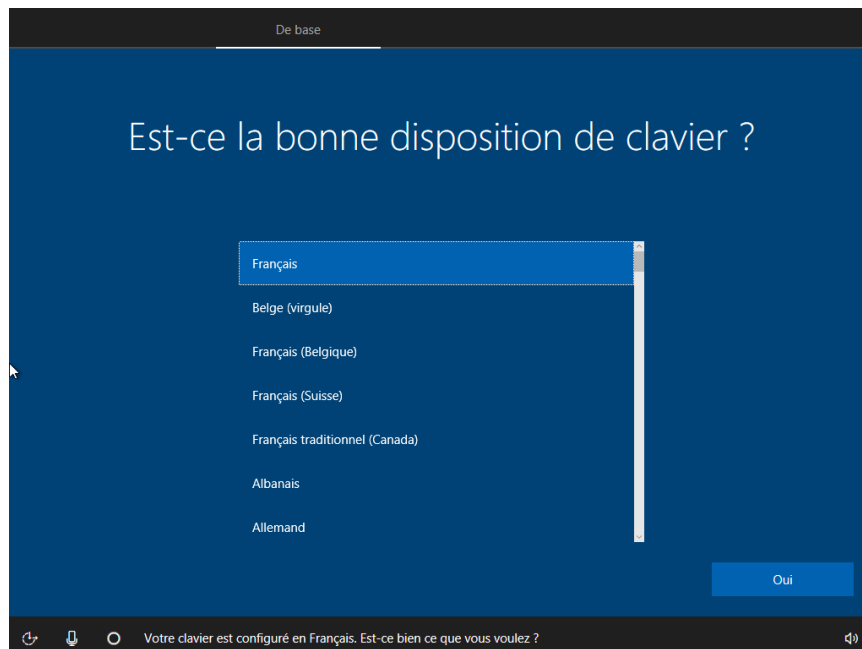 De base
Est-ce la bonne disposition de clavier ?
Français
Belge (virgule)
Français (Belgique)
Français (Suisse)
Français traditionnel (Canada)
Albanais
Allemand
Oui
Votre clavier est configuré en Français. Est-ce bien ce que vous voulez ?